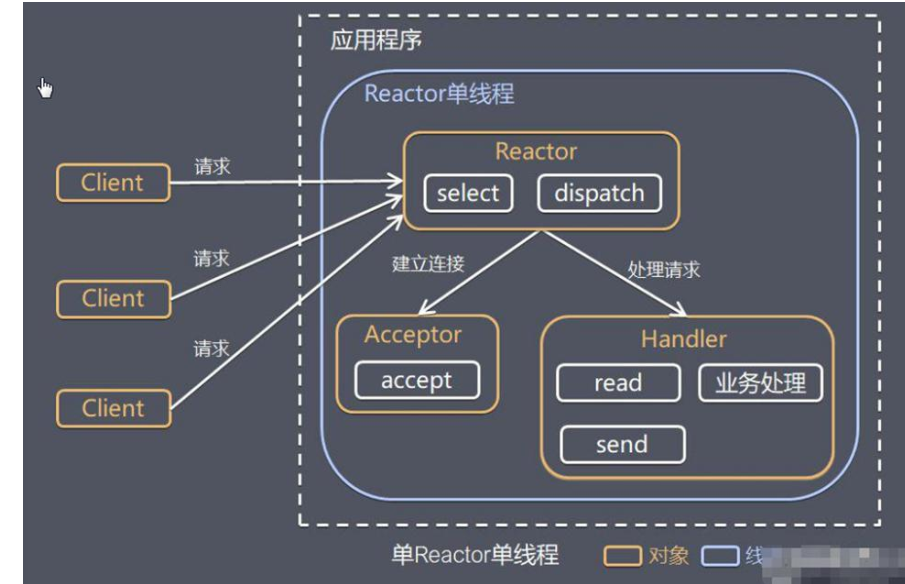 应用程序
Reactor单线程
Reactor
select
dispatch
Client
请求
Client
请求
Client
请求
建立连接
处理请求
Acceptor
accept
Handler
read
业务处理
send
单Reactor单线程
对象
线